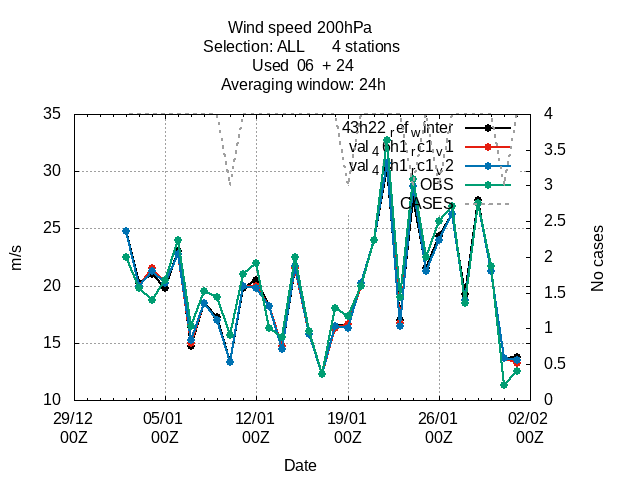 Wind speed 200hPa
Selection: ALL 4 stations
Used 06 + 24
Averaging window: 24h
35
30
25
20
15
10
m/s
4
3.5
3
2.5
2
1.5
1
0.5
0
No cases
43h22_ref_winter
val_46h1_rc1_v1
val_46h1_rc1_v2
OBS
CASES
29/12 05/01 12/01 19/01 26/01 02/02
00Z 00Z 00Z 00Z 00Z 00Z
Date